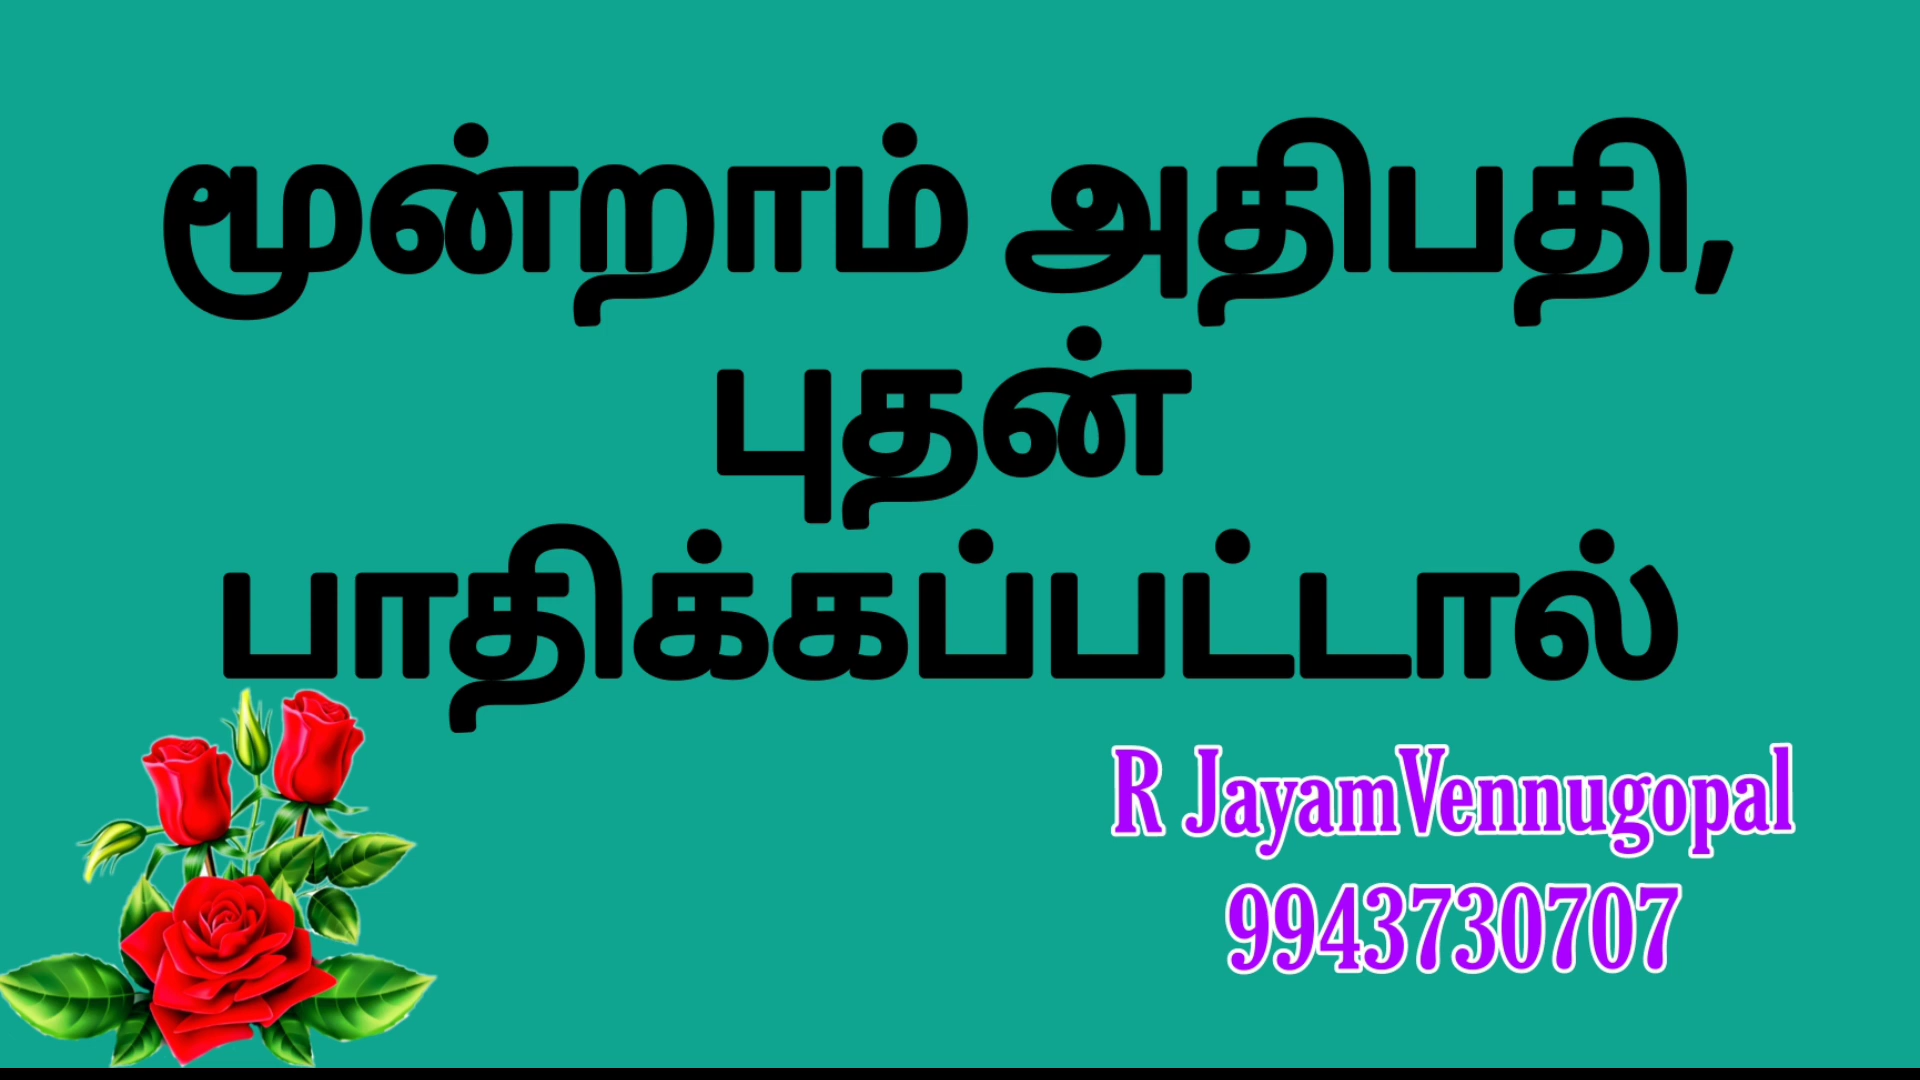 மூன்றாம் அதிபதி,
புதன்
பாதிக்கப்பட்டால்
R JayamVennugopal
9943730707